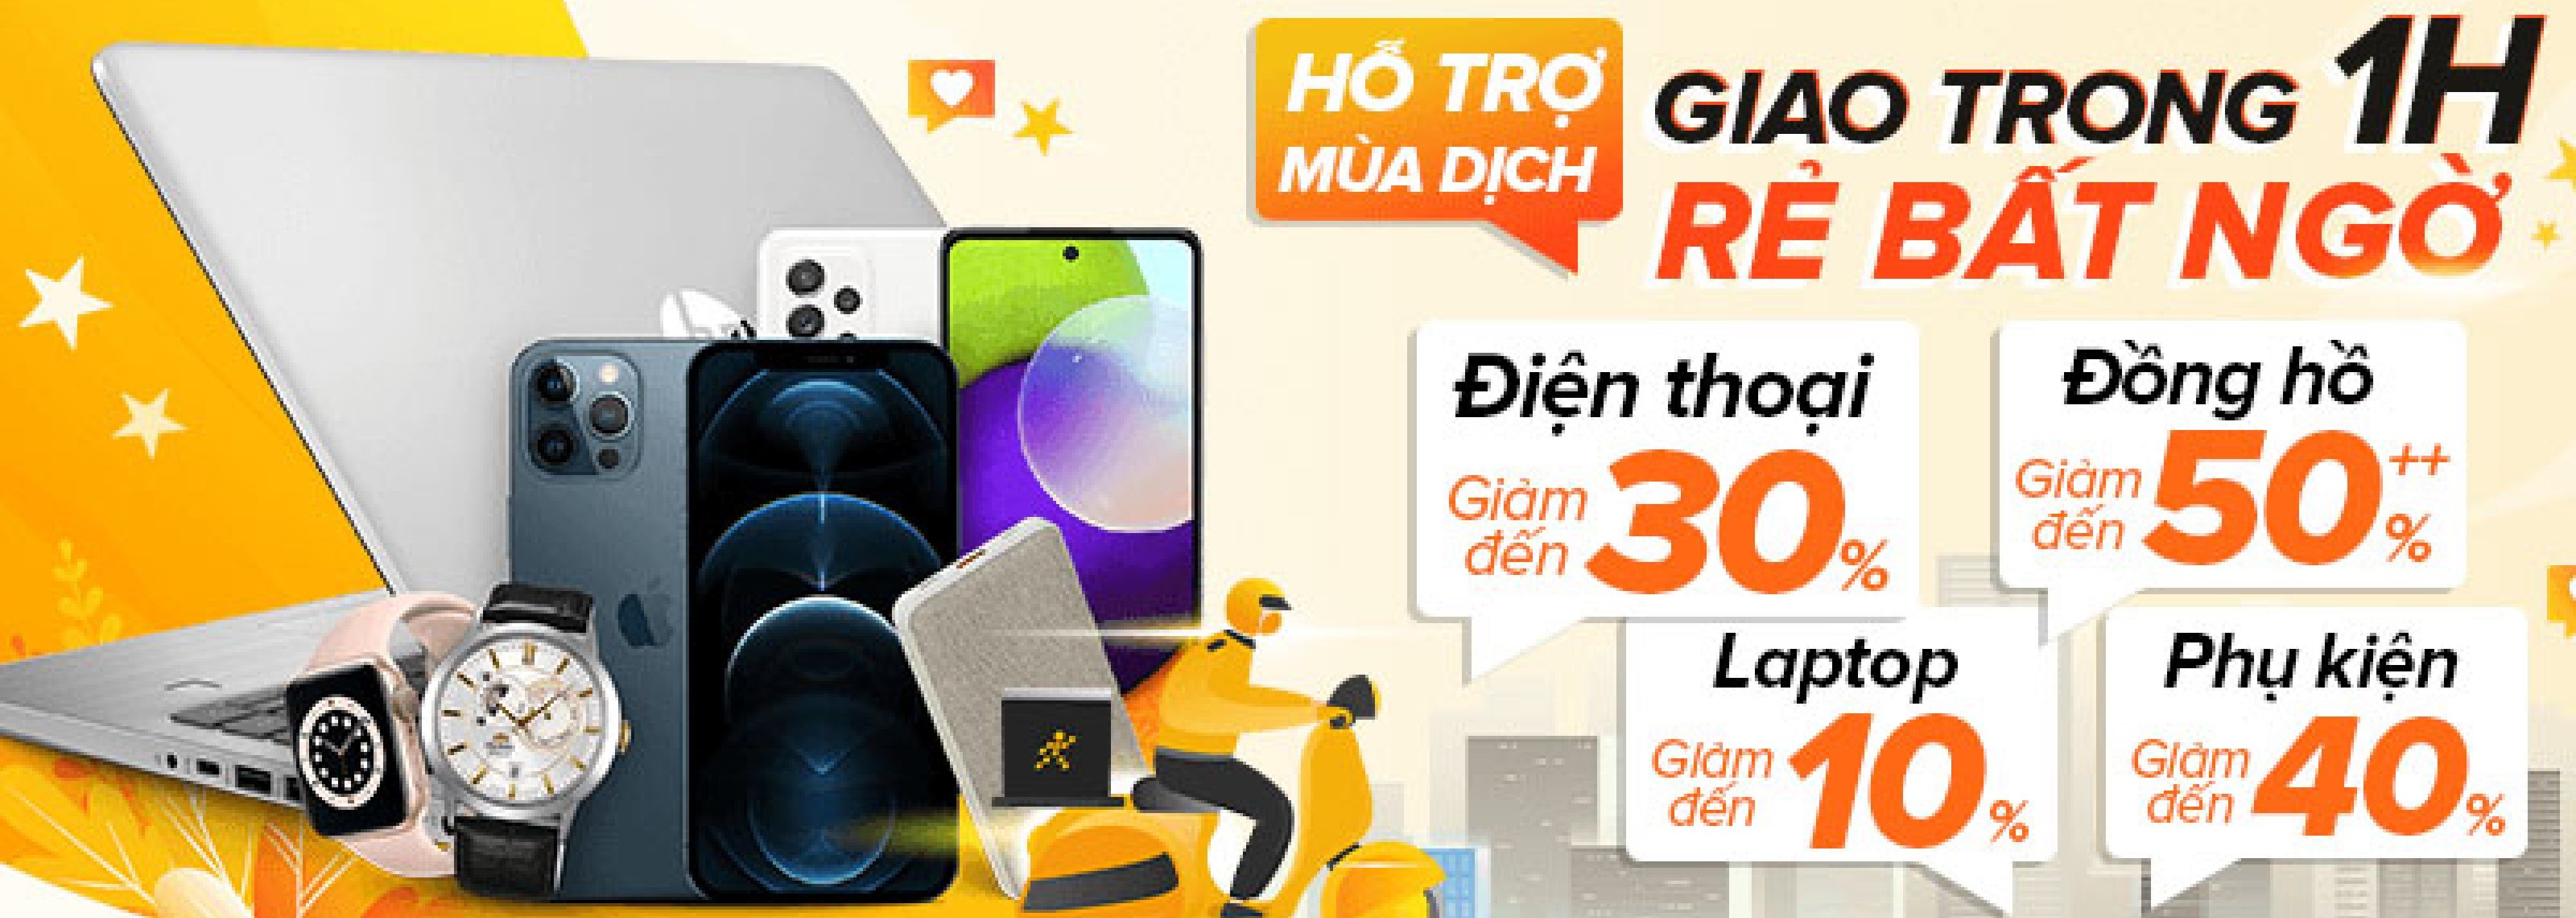 HỖ TRỢ
MÙA DỊCH
GIAO TRONG 1H
RẺ BẤT NGỜ
Điện thoại
Giảm
đến
30%
Đồng hồ
Giảm
đến
50++%
Laptop
Giảm
đến
10%
Phụ kiện
Giảm
đến
40%